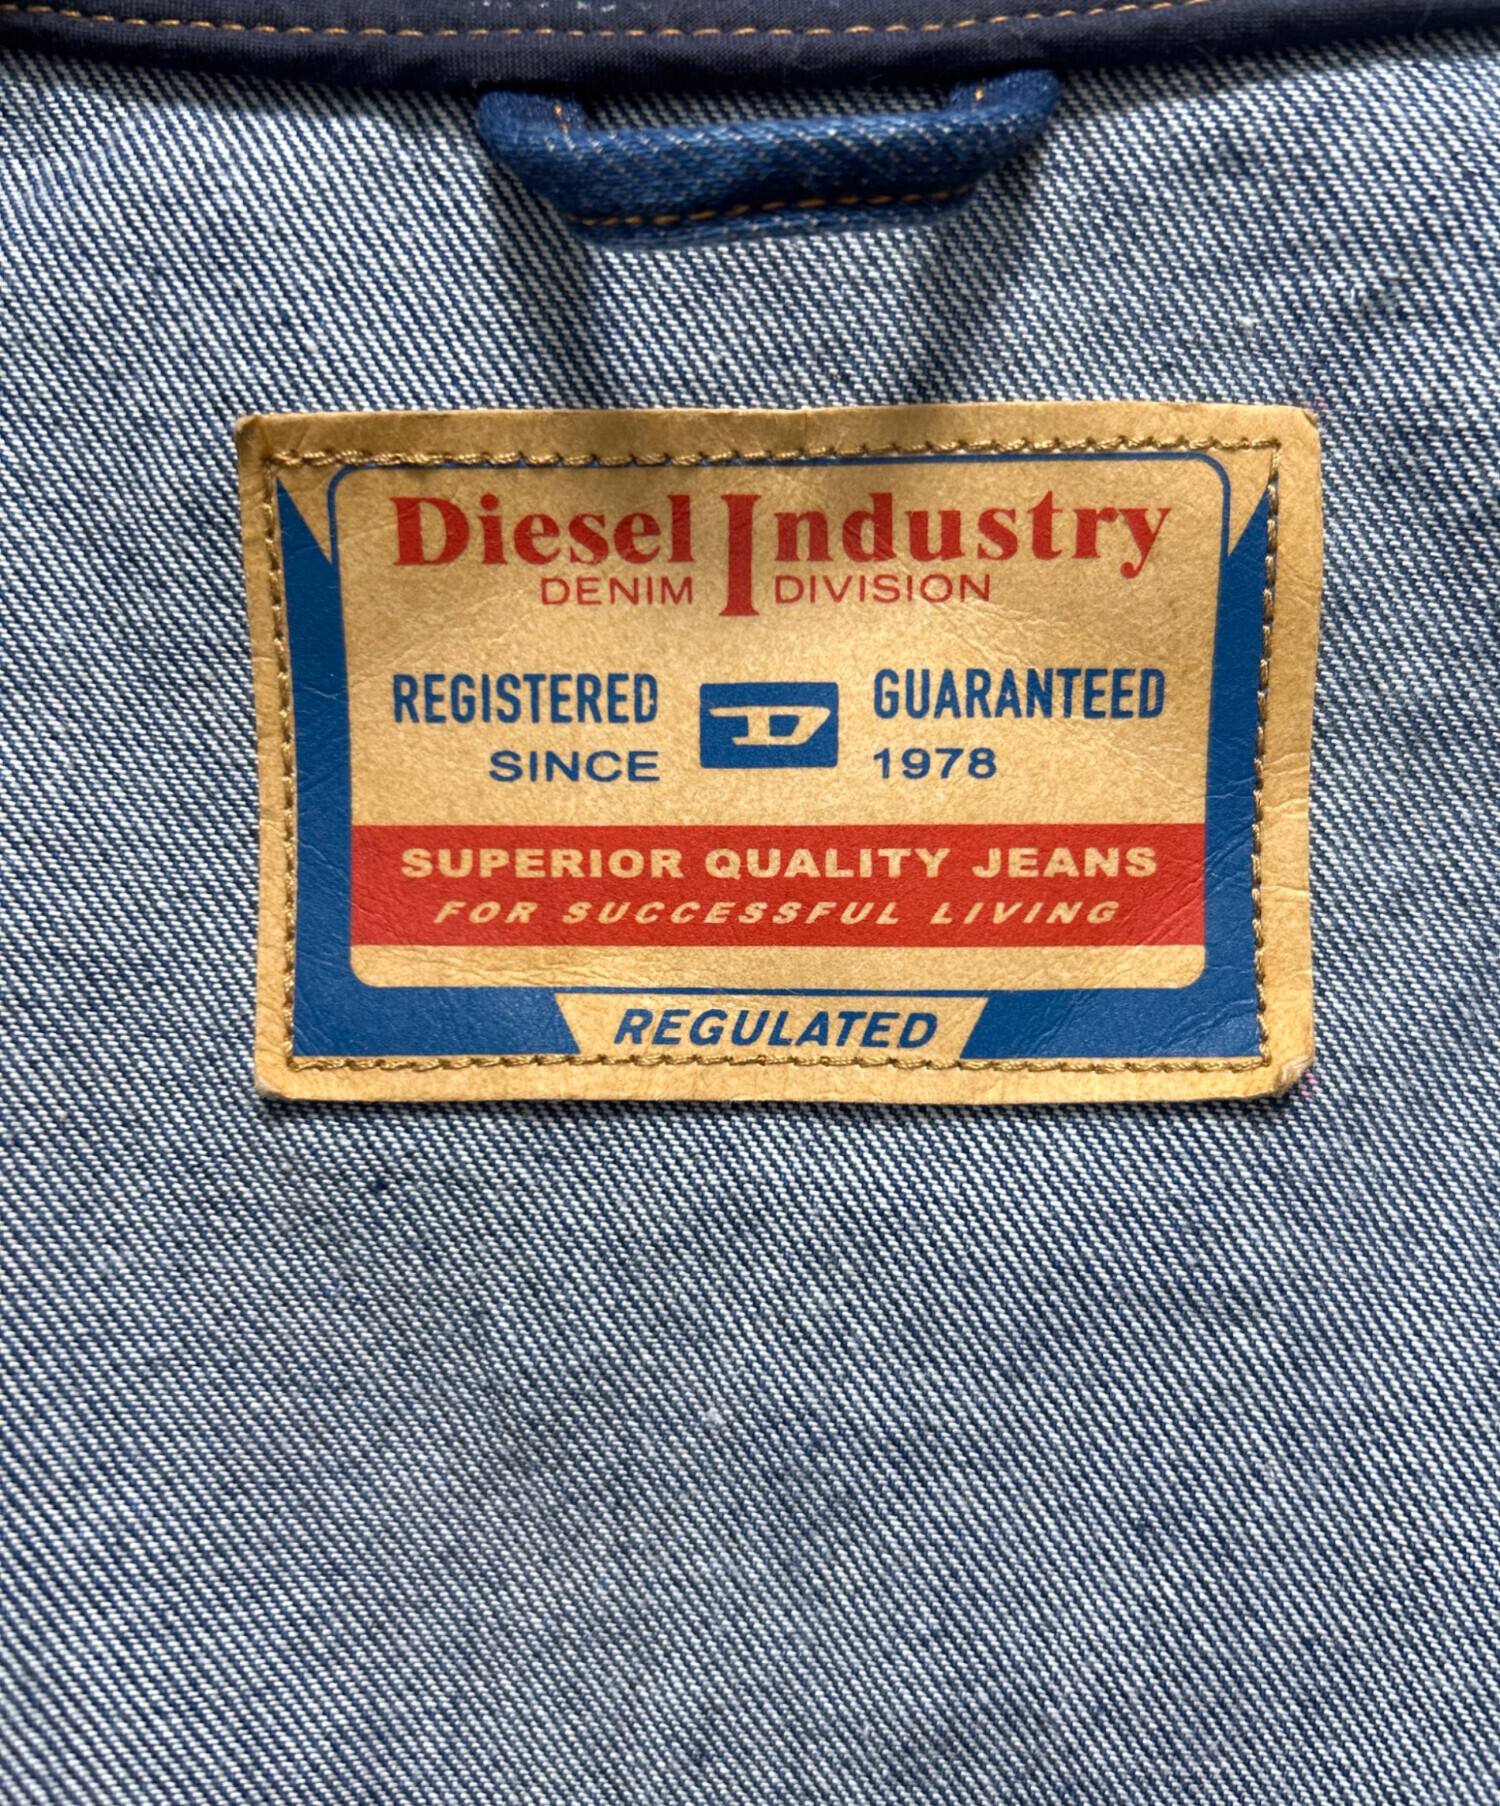 Diesel Industry
DENIM DIVISION
REGISTERED D GUARANTEED
SINCE 1978
SUPERIOR QUALITY JEANS
FOR SUCCESSFUL LIVING
REGULATED